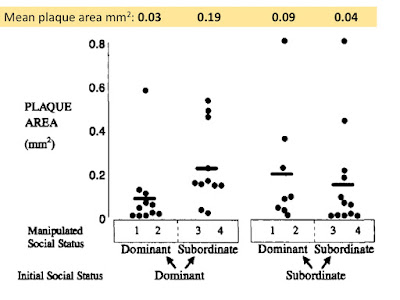 Mean plaque area mm²: 0.03 0.19 0.09 0.04
0.8
0.6
PLAQUE
0.4
AREA
(mm²)
0.2
0
Manipulated 1 2 3 4 1 2 3 4
Social Status
Dominant Subordinate Dominant Subordinate
Initial Social Status Dominant Subordinate